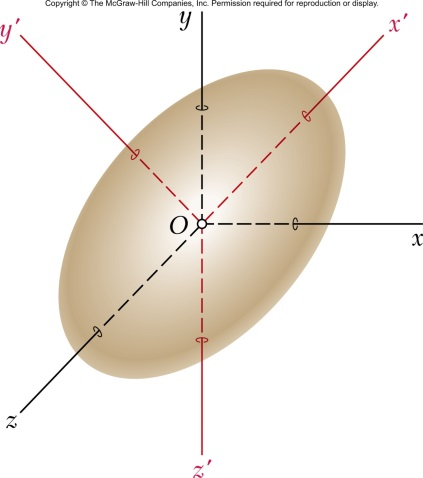 Copyright © The McGraw-Hill Companies, Inc. Permission required for reproduction or display.
y
y′
x′
O
x
z
z′